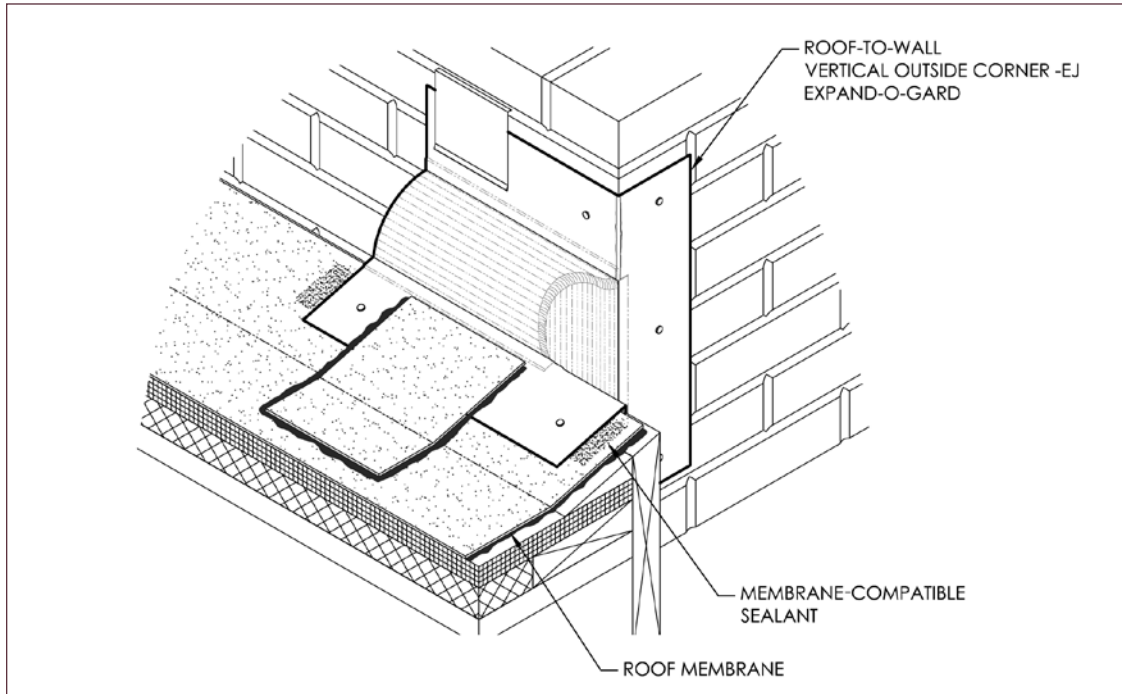 ROOF-TO-WALL
VERTICAL OUTSIDE CORNER -EJ
EXPAND-O-GARD
MEMBRANE-COMPATIBLE
SEALANT
ROOF MEMBRANE